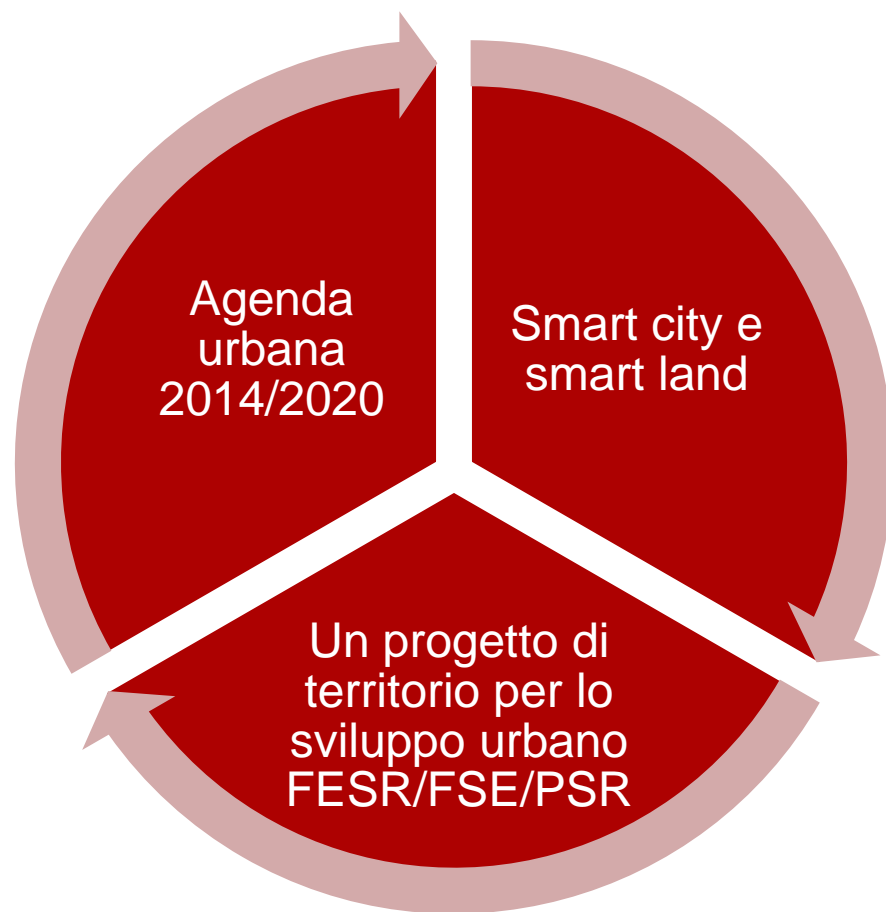 Agenda
urbana
2014/2020
Smart city e
smart land
Un progetto di
territorio per lo
sviluppo urbano
FESR/FSE/PSR